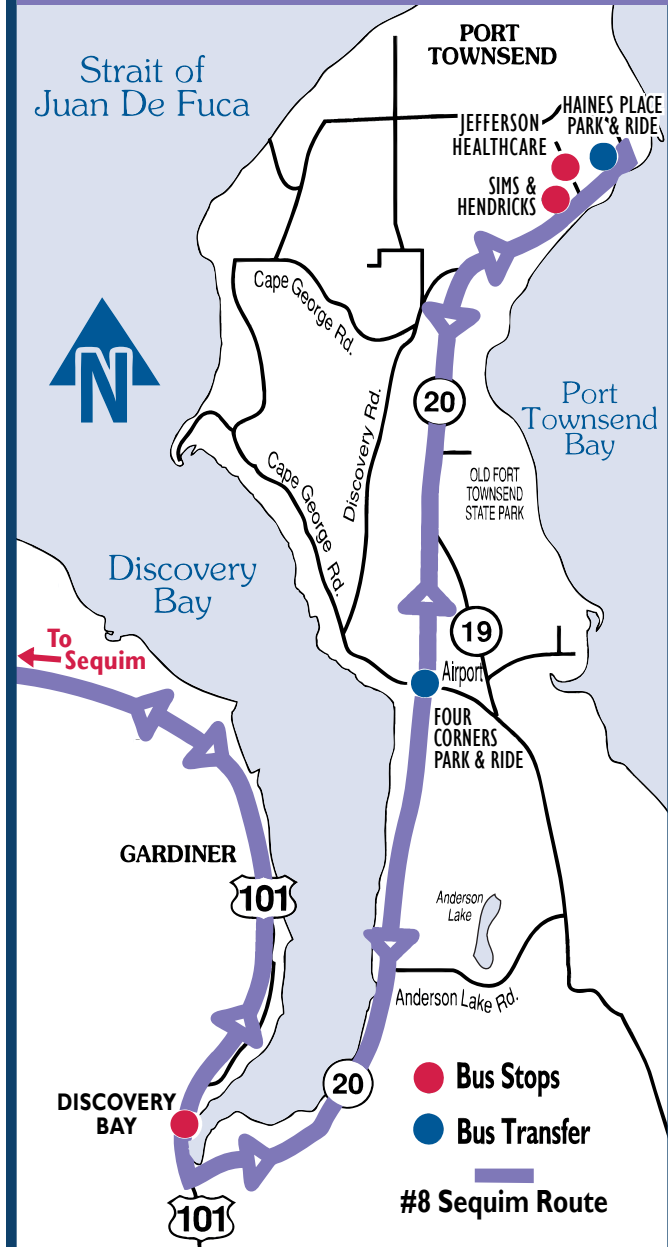 PORT
TOWNSEND
Strait of
Juan De Fuca
HAINES PLACE
PARK & RIDE
JEFFERSON
HEALTHCARE
SIMS &
HENDRICKS
Cape George Rd.
N
20
Port
Townsend
Bay
Discovery Rd.
OLD FORT
TOWNSEND
STATE PARK
Cape George Rd.
Discovery
Bay
19
To
Sequim
Airport
FOUR
CORNERS
PARK & RIDE
GARDINER
101
Anderson
Lake
Anderson Lake Rd.
20
Bus Stops
DISCOVERY
BAY
Bus Transfer
#8 Sequim Route
101